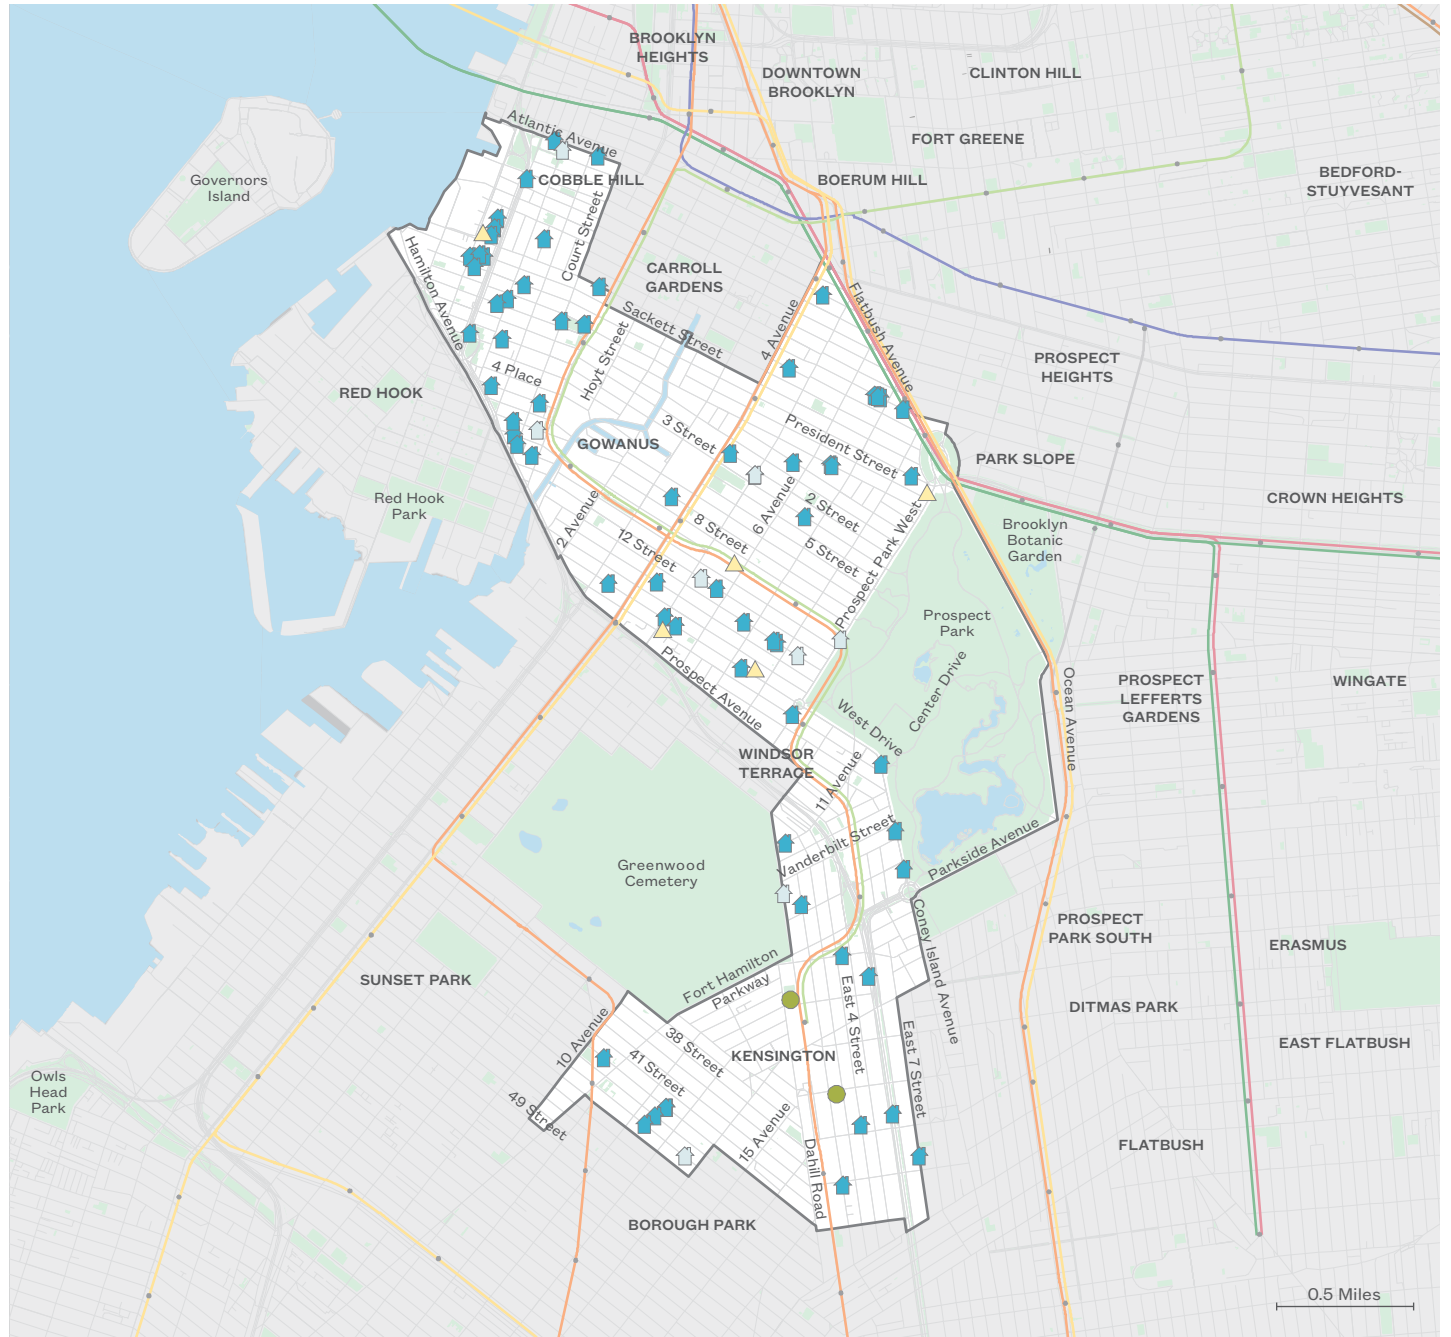 BROOKLYN
HEIGHTS
DOWNTOWN
BROOKLYN
CLINTON HILL
Atlantic Avenue
FORT GREENE
Governors
Island
COBBLE HILL
BOERUM HILL
BEDFORD-
STUYVESANT
Court Street
Hamilton Avenue
CARROLL
GARDENS
Sackett Street
4 Avenue
Flatbush Avenue
Hoyt Street
4 Place
PROSPECT
HEIGHTS
RED HOOK
GOWANUS
3 Street
President Street
PARK SLOPE
CROWN HEIGHTS
Red Hook
Park
2 Avenue
6 Avenue
2 Street
8 Street
5 Street
12 Street
Prospect Park West
Brooklyn
Botanic
Garden
Prospect
Park
Prospect Avenue
Center Drive
West Drive
Ocean Avenue
PROSPECT
LEFFERTS
GARDENS
WINGATE
WINDSOR
TERRACE
11 Avenue
Vanderbilt Street
Parkside Avenue
Greenwood
Cemetery
Coney Island Avenue
PROSPECT
PARK SOUTH
ERASMUS
SUNSET PARK
Fort Hamilton
Parkway
East 4 Street
DITMAS PARK
10 Avenue
38 Street
41 Street
KENSINGTON
East 7 Street
EAST FLATBUSH
Owls
Head
Park
49 Street
15 Avenue
Dahill Road
FLATBUSH
BOROUGH PARK
0.5 Miles